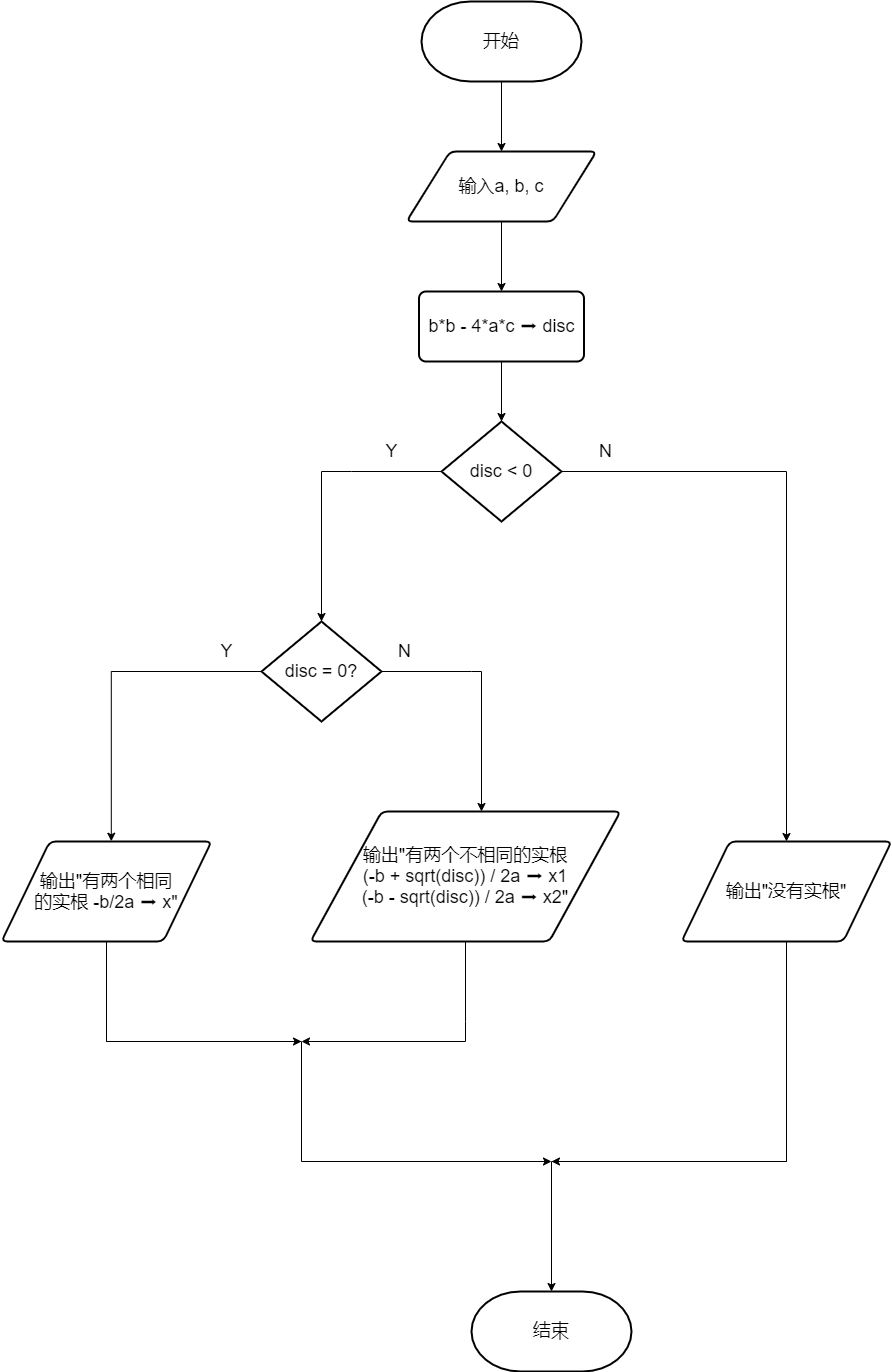 开始
输入a, b, c
b*b - 4*a*c ➞ disc
Y
N
disc < 0
Y
N
disc = 0?
输出"有两个相同
的实根 -b/2a ➞ x"
输出"有两个不相同的实根
(-b + sqrt(disc)) / 2a ➞ x1
(-b - sqrt(disc)) / 2a ➞ x2"
输出"没有实根"
结束